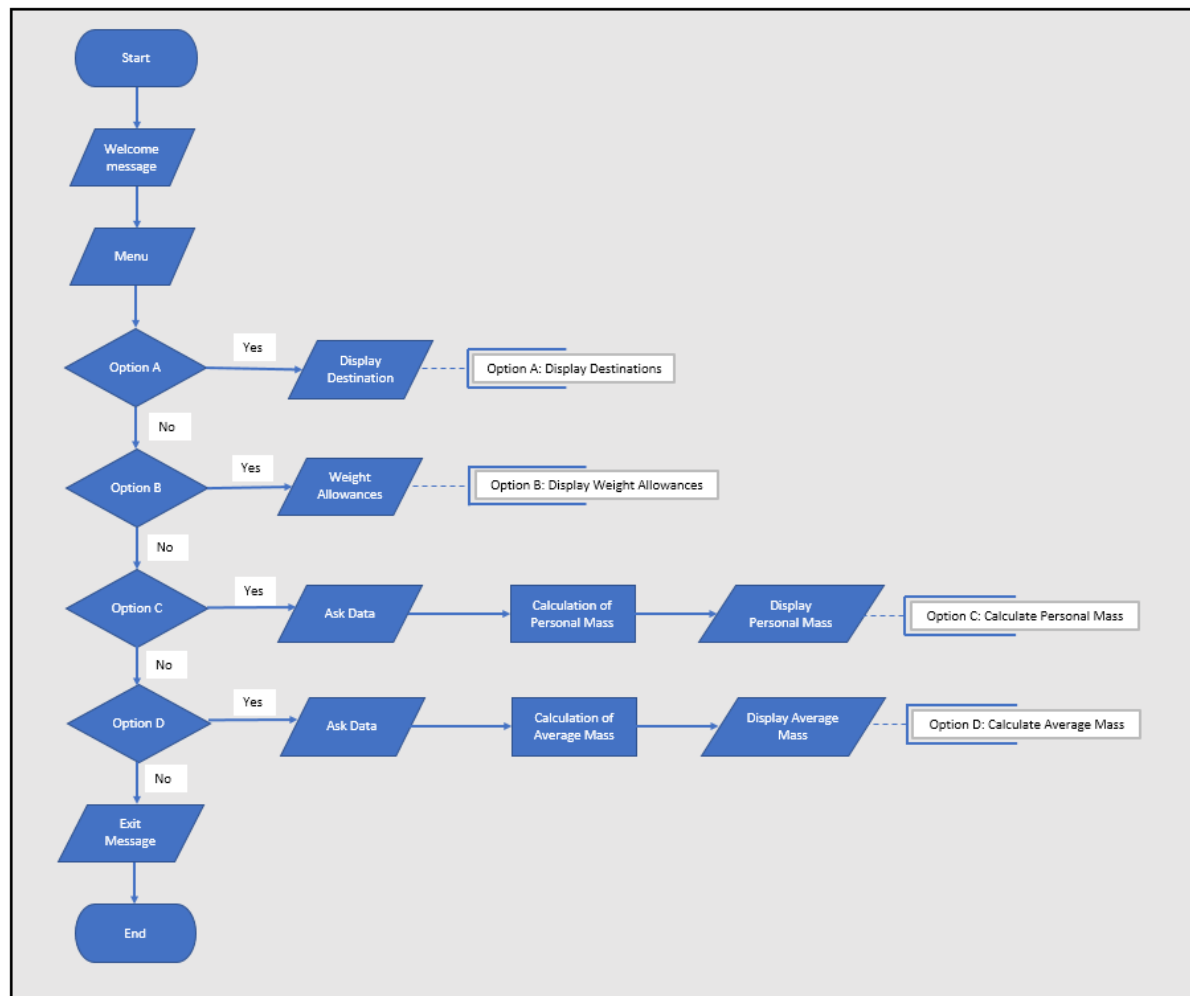 Start
Welcome
message
Menu
Option A
Yes
Display
Destination
Option A: Display Destinations
No
Option B
Yes
Weight
Allowances
Option B: Display Weight Allowances
No
Option C
Yes
Ask Data
Calculation of
Personal Mass
Display
Personal Mass
Option C: Calculate Personal Mass
No
Option D
Yes
Ask Data
Calculation of
Average Mass
Display Average
Mass
Option D: Calculate Average Mass
No
Exit
Message
End